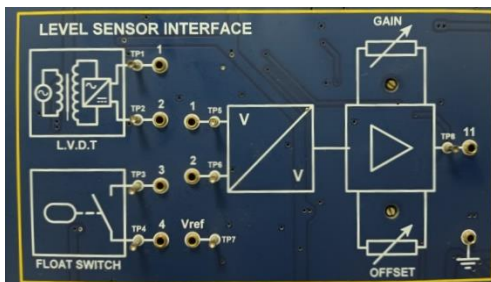 LEVEL SENSOR INTERFACE
GAIN
TP1 1
TP2 2
L.V.D.T
1 TP5
V
V
2 TP6
TP3 3
TP4 4
FLOAT SWITCH
Vref
TP7
TP8 11
OFFSET